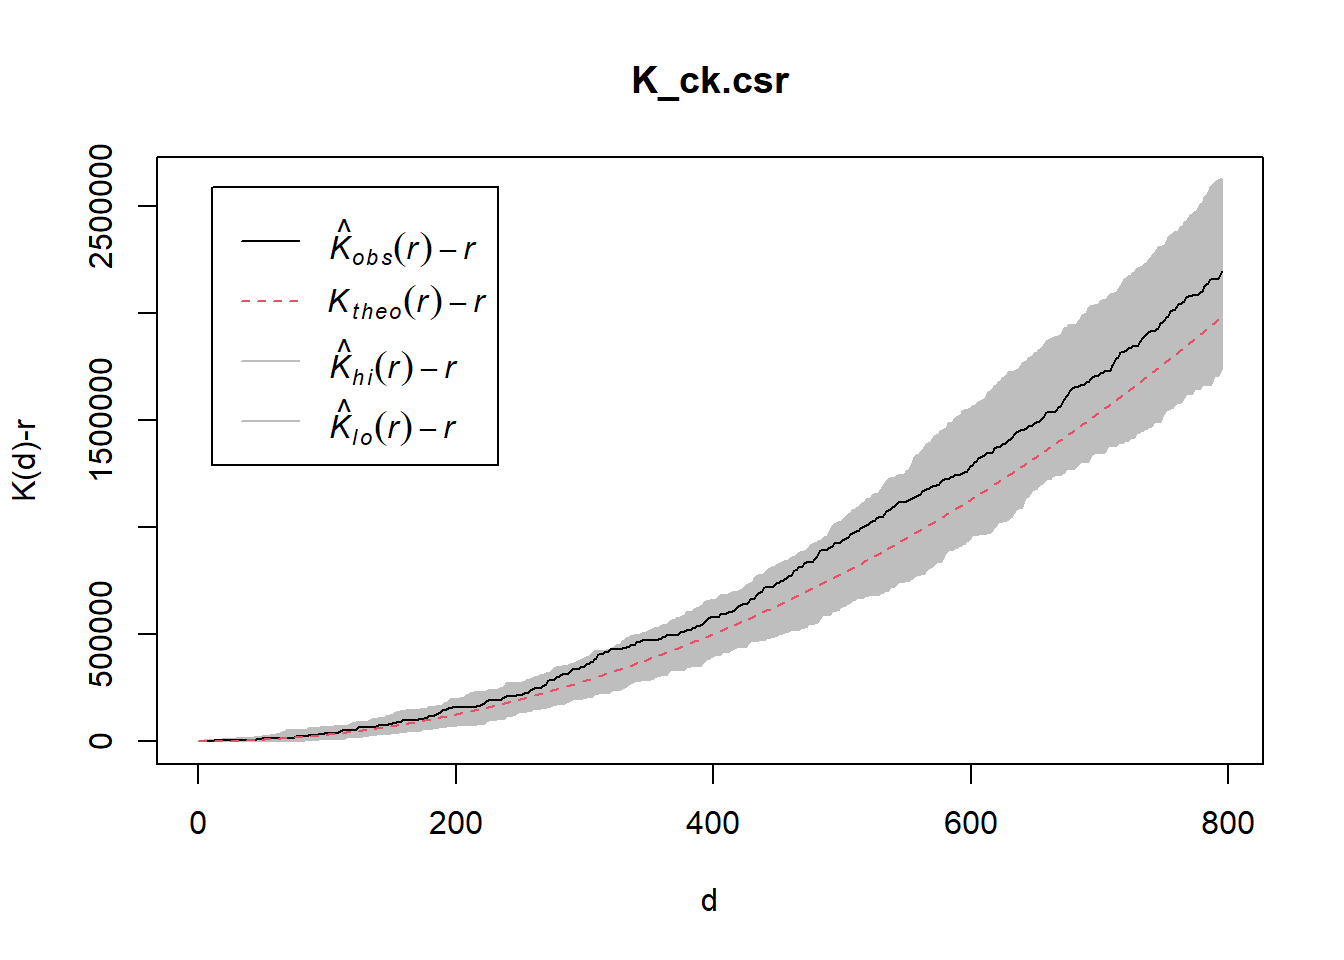 K_ck.csr
K(d)-r
2500000
1500000
500000
0
K̂obs(r) – r
Ktheo(r) – r
K̂hi(r) – r
K̂lo(r) – r
0 200 400 600 800
d